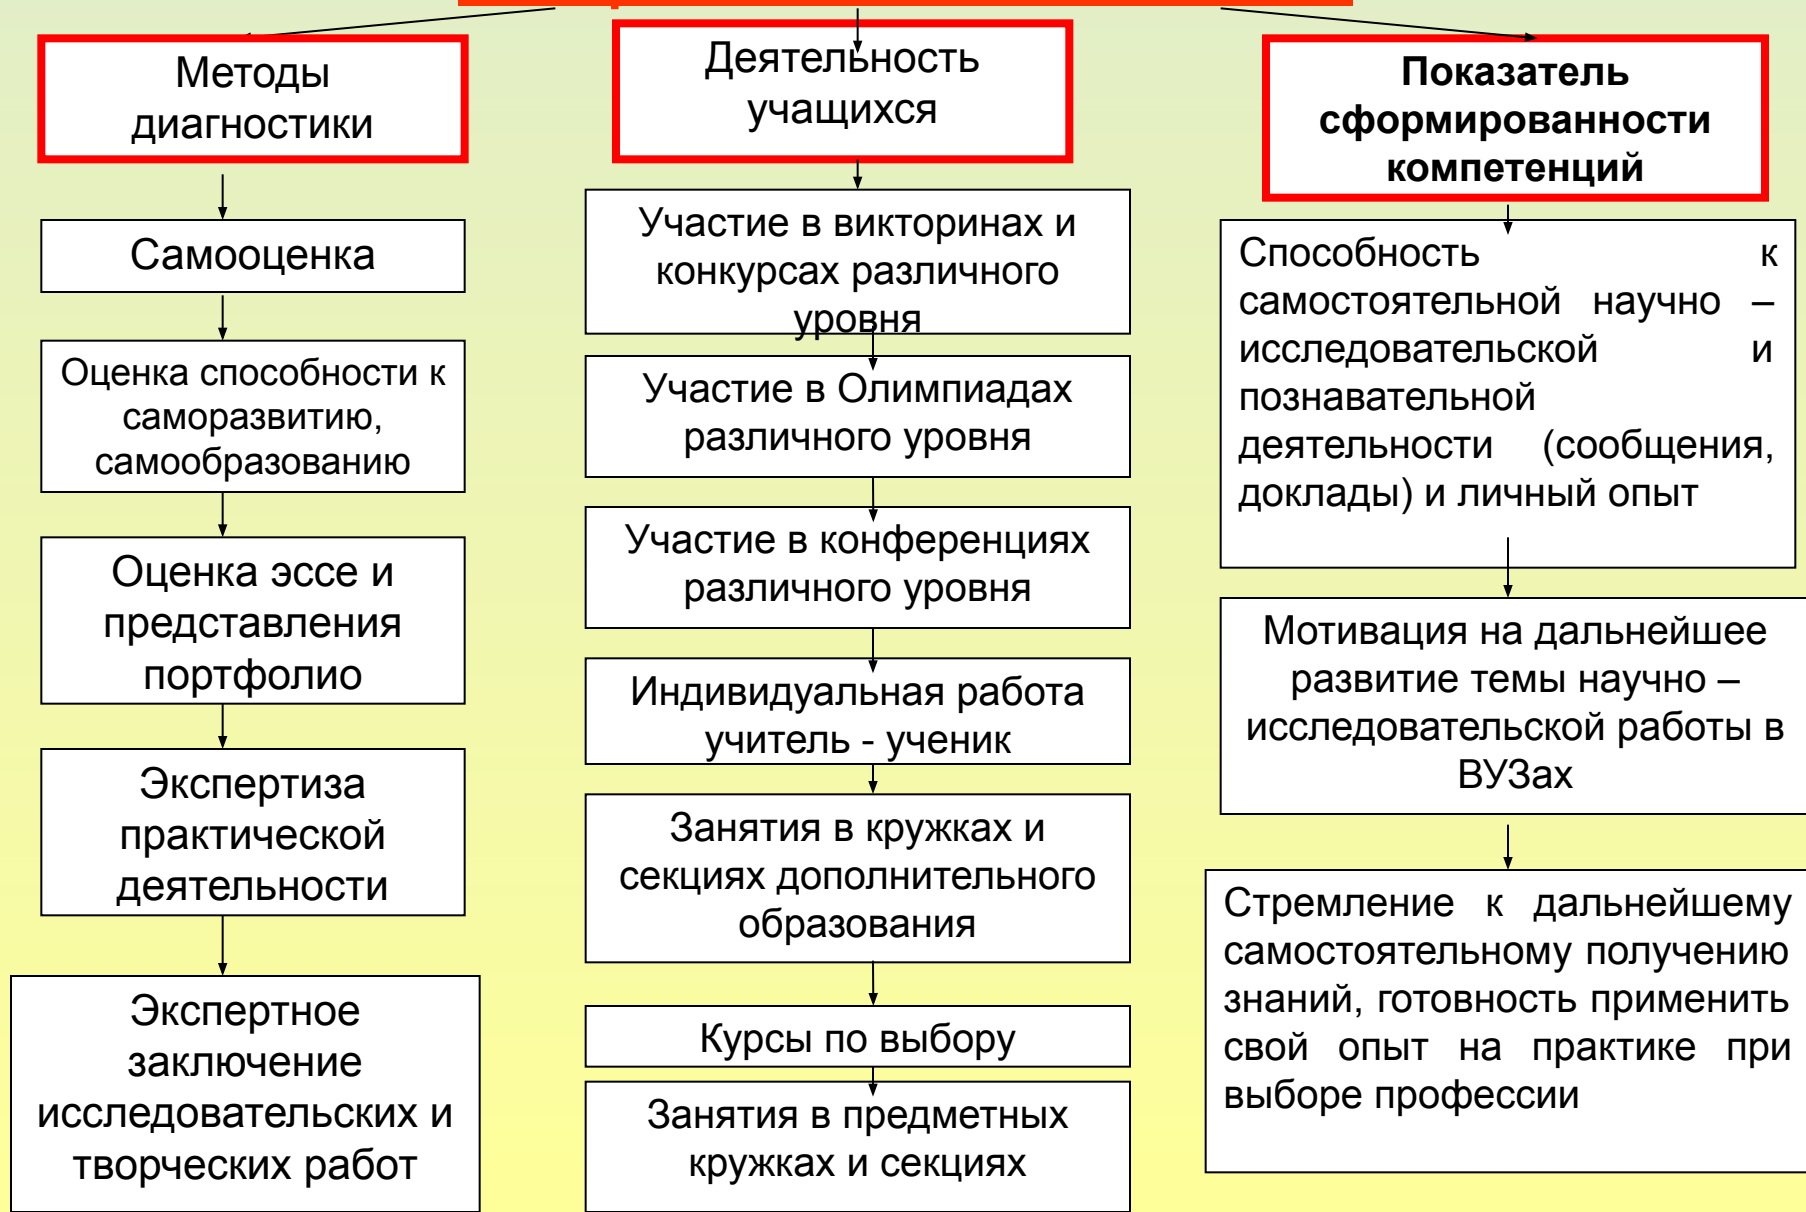 Методы
диагностики
Самооценка
Оценка способности к
саморазвитию,
самообразованию
Оценка эссе и
представления
портфолио
Экспертиза
практической
деятельности
Экспертное
заключение
исследовательских и
творческих работ
Деятельность
учащихся
Участие в викторинах и
конкурсах различного
уровня
Участие в Олимпиадах
различного уровня
Участие в конференциях
различного уровня
Индивидуальная работа
учитель - ученик
Занятия в кружках и
секциях дополнительного
образования
Курсы по выбору
Занятия в предметных
кружках и секциях
Показатель
сформированности
компетенций
Способность к
самостоятельной научно –
исследовательской и
познавательной
деятельности (сообщения,
доклады) и личный опыт
Мотивация на дальнейшее
развитие темы научно –
исследовательской работы в
ВУЗах
Стремление к дальнейшему
самостоятельному получению
знаний, готовность применить
свой опыт на практике при
выборе профессии